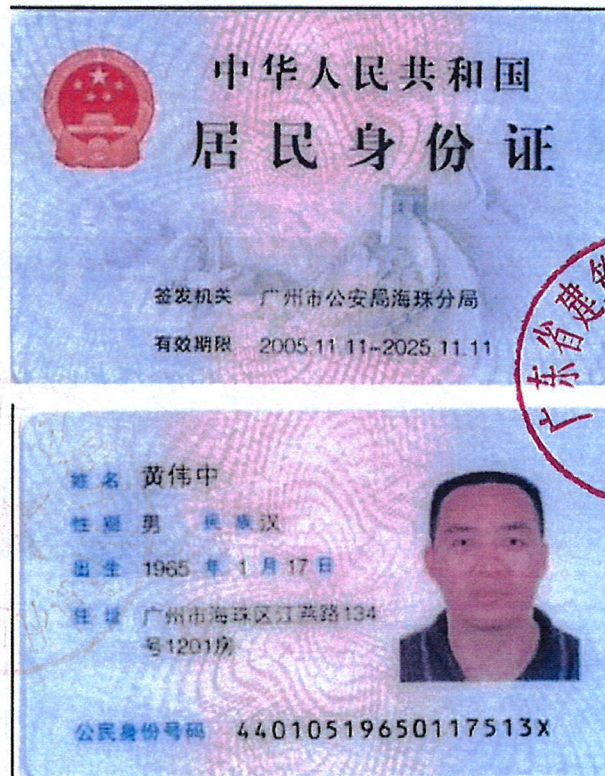 中华人民共和国
居民身份证
签发机关 广州市公安局海珠分局
有效期限 2005.11.11-2025.11.11
广东省建
姓名 黄伟中
性别 男 民族 汉
出生 1965 年 1 月 17 日
住址 广州市海珠区江燕路134
号1201房
公民身份号码 44010519650117513X